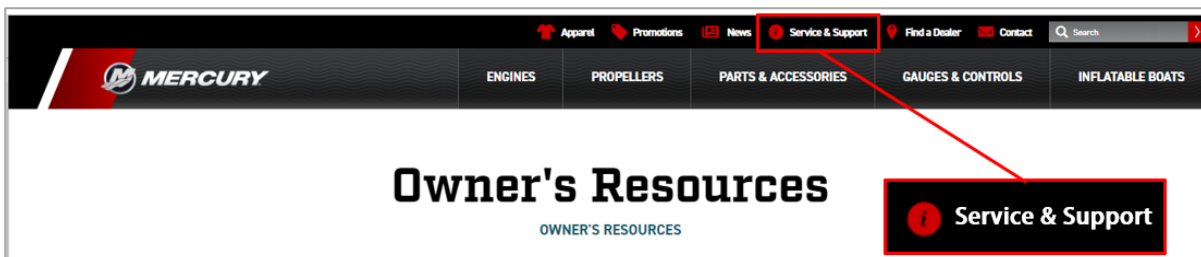 Apparel Promotions News Service & Support Find a Dealer Contact Search
MERCURY ENGINES PROPELLERS PARTS & ACCESSORIES GAUGES & CONTROLS INFLATABLE BOATS
Owner's Resources
OWNER'S RESOURCES
Service & Support